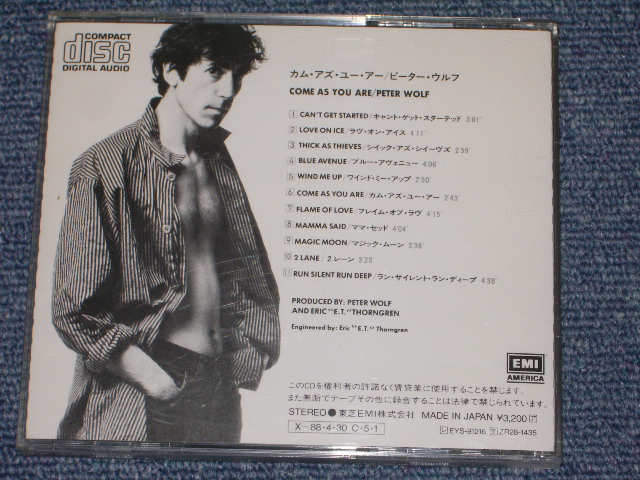 COMPACT
disc
DIGITAL AUDIO
カム・アズ・ユー・アー/ピーター・ウルフ
COME AS YOU ARE/PETER WOLF
1 CAN'T GET STARTED/キャント・ゲット・スターテッド 3'01"
2 LOVE ON ICE/ラヴ・オン・アイス 4'11"
3 THICK AS THIEVES/シイック・アズ・シイーヴズ 2'59"
4 BLUE AVENUE/ブルー・アヴェニュー 4'08"
5 WIND ME UP/ワインド・ミー・アップ 2'50"
6 COME AS YOU ARE/カム・アズ・ユー・アー 2'43"
7 FLAME OF LOVE/フレイム・オブ・ラヴ 4'15"
8 MAMMA SAID/ママ・セッド 4'04"
9 MAGIC MOON/マジック・ムーン 3'38"
10 2 LANE/2レーン 3'23"
11 RUN SILENT RUN DEEP/ラン・サイレント・ラン・ディープ 4'38"
PRODUCED BY: PETER WOLF
AND ERIC "E.T." THORNGREN
Engineered by: Eric "E.T." Thorngren
EMI
AMERICA
このCDを権利者の許諾なく賃貸業に使用することを禁じます。
また無断でテープその他に録音することは法律で禁じられています。
STEREO●東芝EMI株式会社 MADE IN JAPAN ¥3,200
X-88・4・30 C・5・1
EYS-91216 ZR28-1435